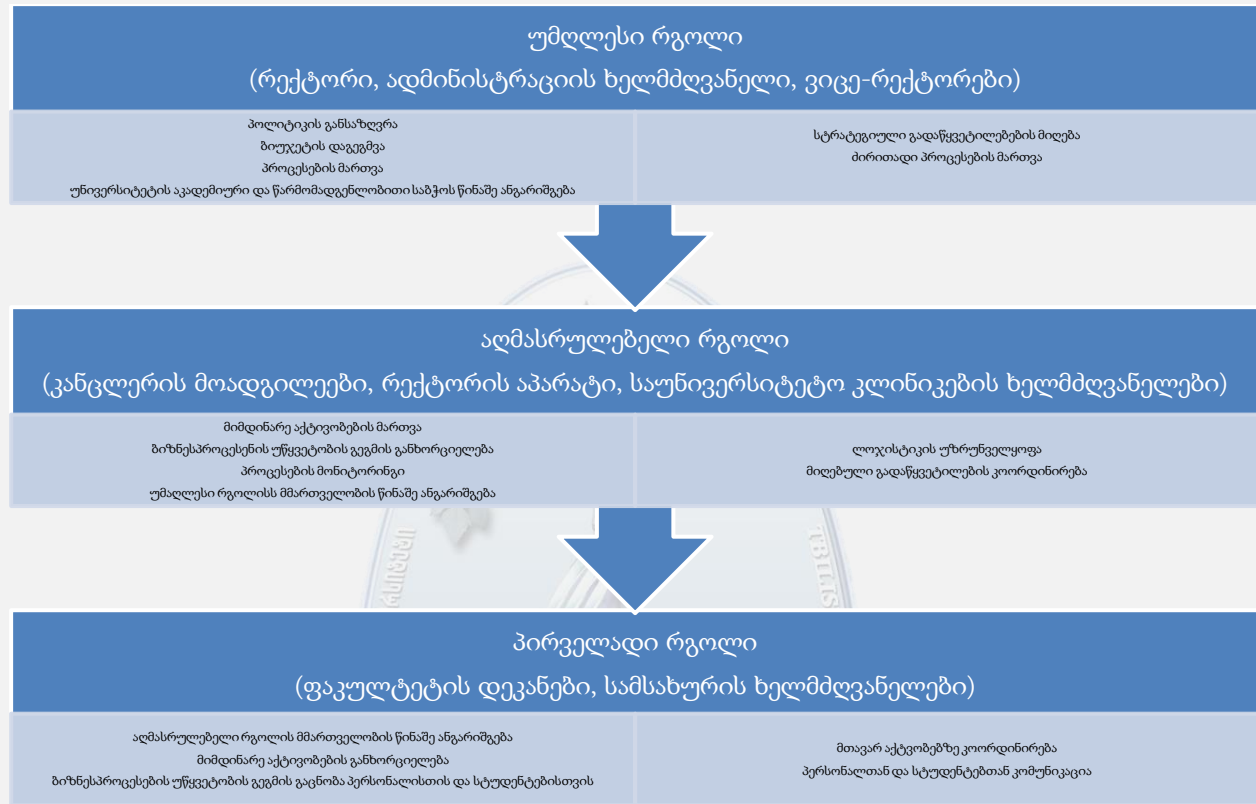 უმღლესი რგოლი
(რექტორი, ადმინისტრაციის ხელმძღვანელი, ვიცე-რექტორები)
პოლიტიკის განსაზღვრა
ბიუჯეტის დაგეგმვა
პროცესების მართვა
უნივერსიტეტის აკადემიური და წარმომადგენლობითი საბჭოს წინაშე ანგარიშგება
სტრატეგიული გადაწყვეტილებების მიღება
ძირითადი პროცესების მართვა
აღმასრულებელი რგოლი
(კანცლერის მოადგილეები, რექტორის აპარატი, საუნივერსიტეტო კლინიკების ხელმძღვანელები)
მიმდინარე აქტივობების მართვა
ბიზნესპროცესენის უწყვეტობის გეგმის განხორციელება
პროცესების მონიტორინგი
უმაღლესი რგოლისს მმართველობის წინაშე ანგარიშგება
ლოჯისტიკის უზრუნველყოფა
მიღებული გადაწყვეტილების კოორდინირება
TBILIS
პირველადი რგოლი
(ფაკულტეტის დეკანები, სამსახურის ხელმძღვანელები)
აღმასრულებელი რგოლის მმართველობის წინაშე ანგარიშგება
მიმდინარე აქტივობების განხორციელება
ბიზნესპროცესების უწყვეტობის გეგმის გაცნობა პერსონალისთის და სტუდენტებისთვის
მთავარ აქტვობებზე კოორდინირება
პერსონალთან და სტუდენტებთან კომუნიკაცია